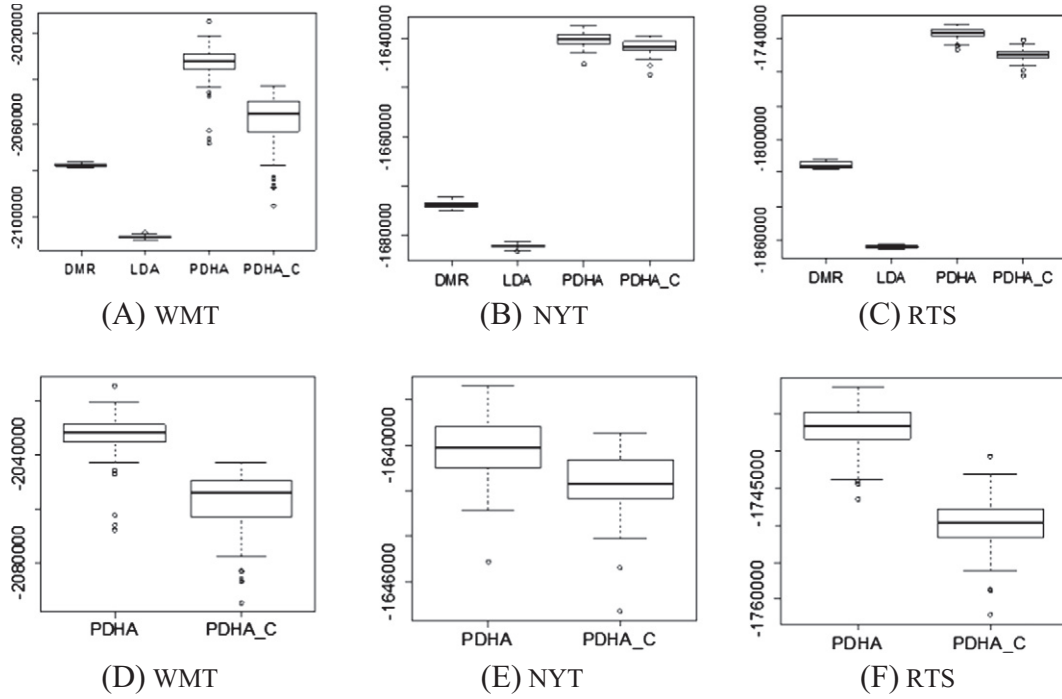 -2020000
-2060000
-2100000
DMR LDA PDHA PDHA_C
(A) WMT
-1640000
-1660000
-1680000
DMR LDA PDHA PDHA_C
(B) NYT
-1740000
-1800000
-1860000
DMR LDA PDHA PDHA_C
(C) RTS
-2040000
-2080000
PDHA PDHA_C
(D) WMT
-1640000
-1646000
PDHA PDHA_C
(E) NYT
-1745000
-1760000
PDHA PDHA_C
(F) RTS